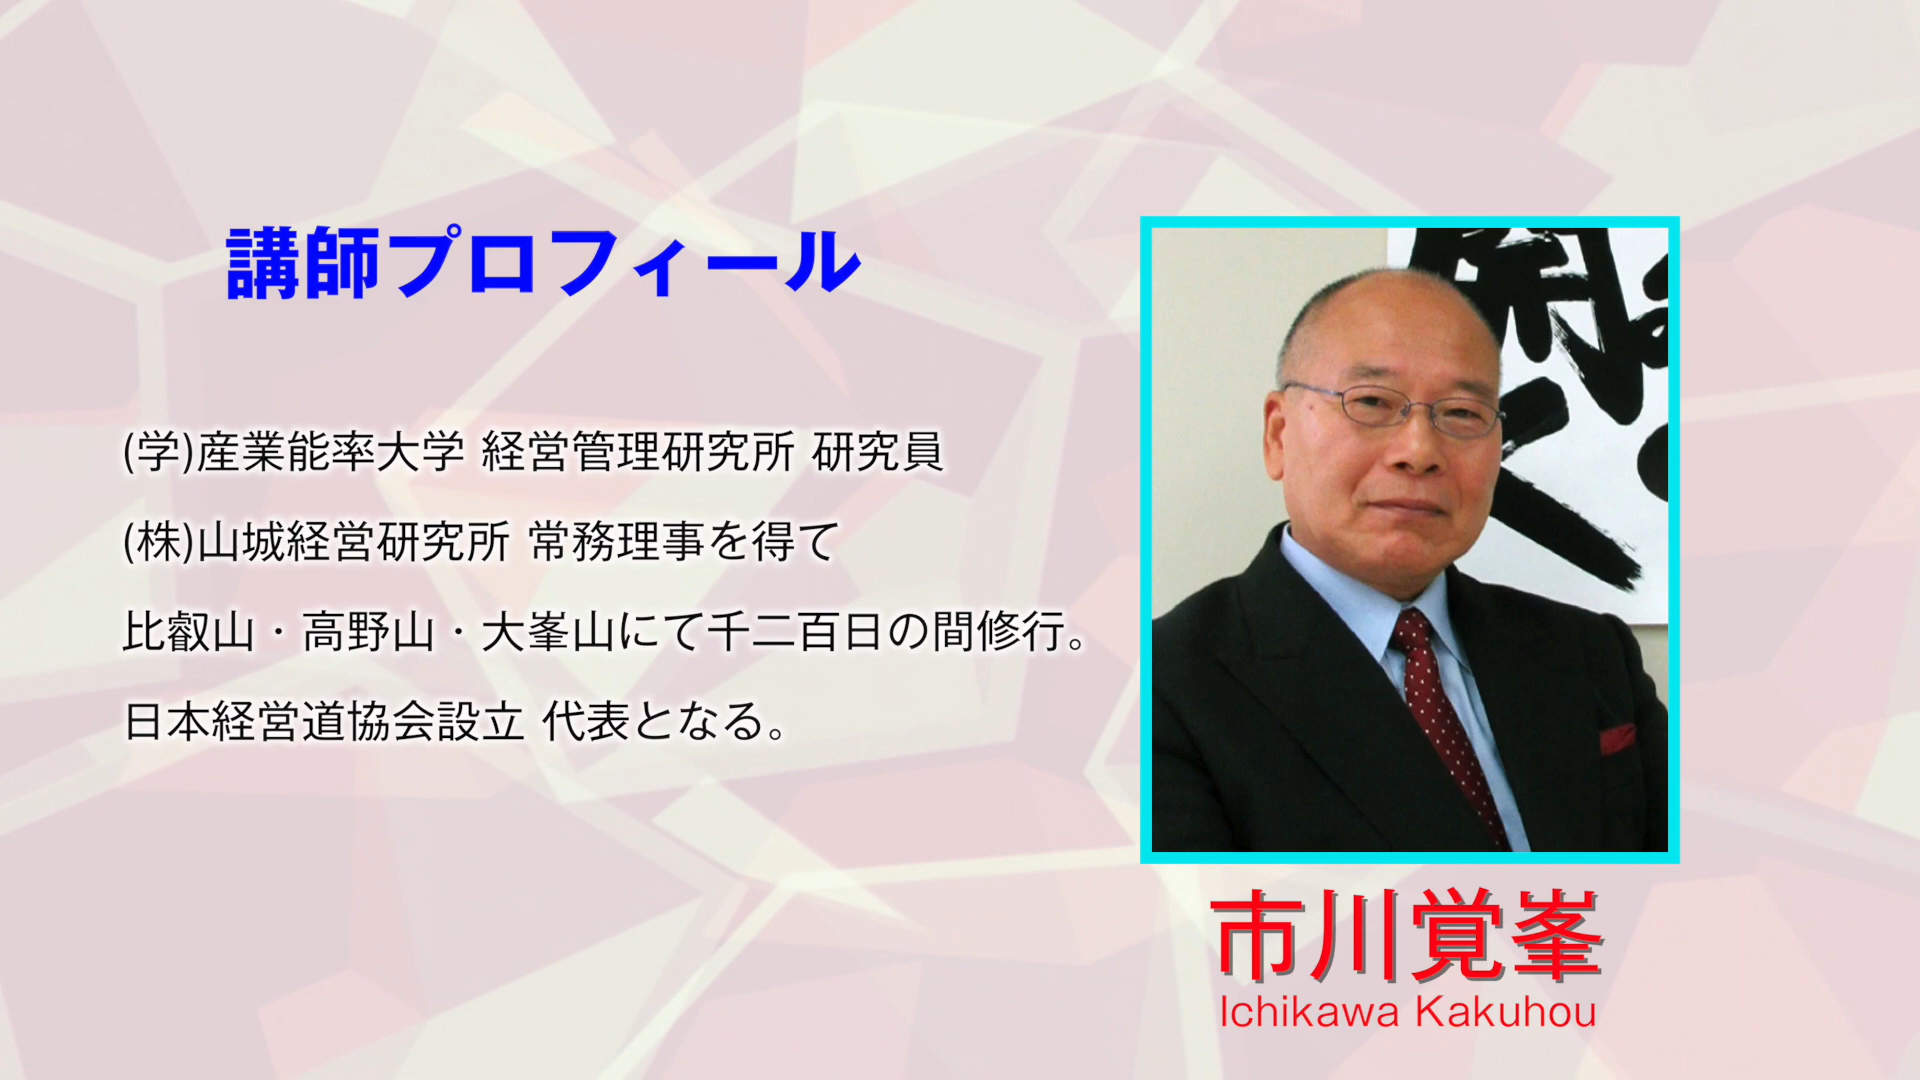 講師プロフィール
(学)産業能率大学 経営管理研究所 研究員
(株)山城経営研究所 常務理事を得て
比叡山・高野山・大峯山にて千二百日の間修行。
日本経営道協会設立 代表となる。
市川覚峯
Ichikawa Kakuhou